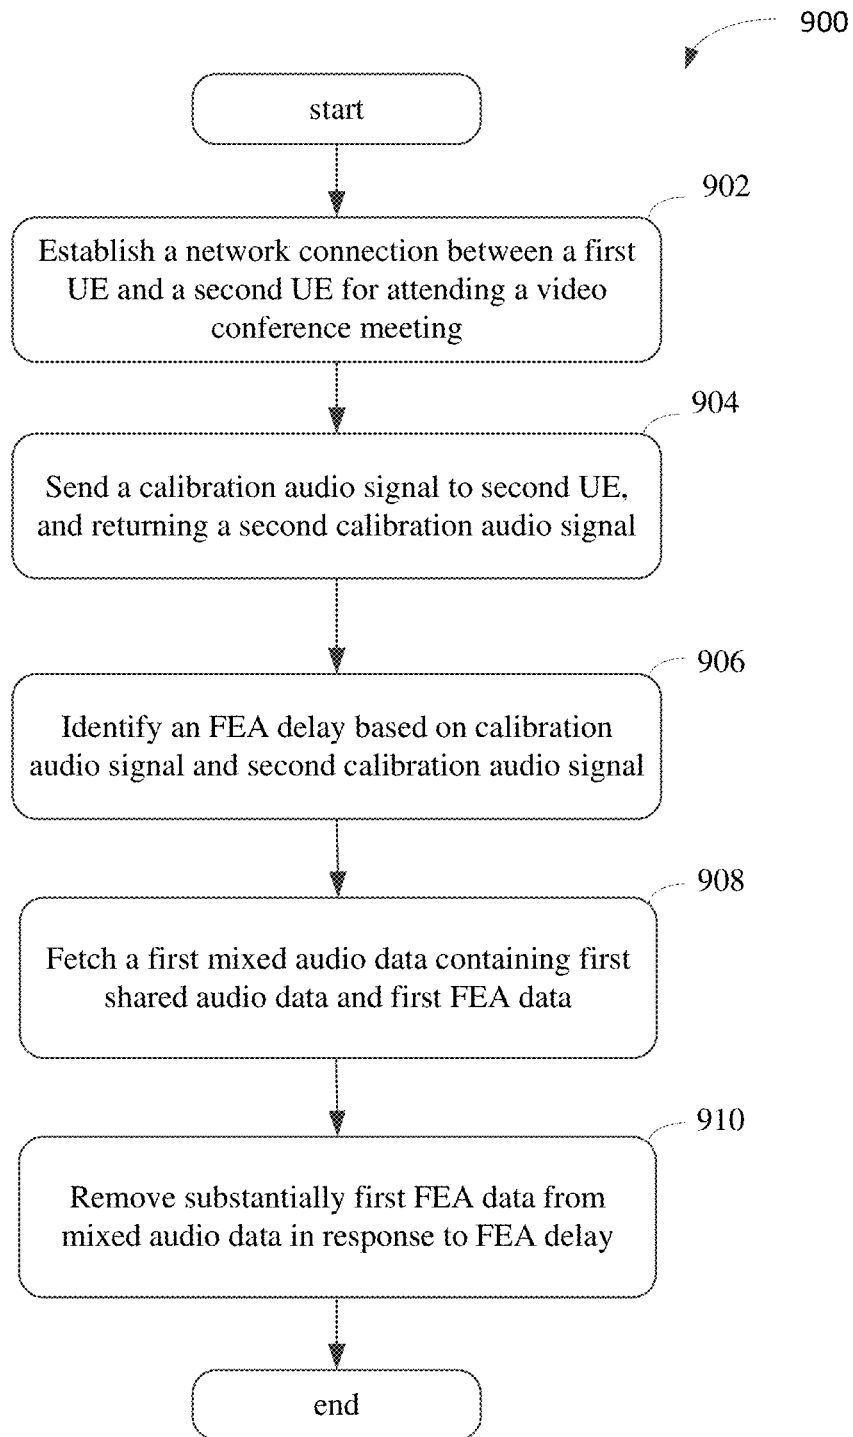 900
start
902
Establish a network connection between a first
UE and a second UE for attending a video
conference meeting
904
Send a calibration audio signal to second UE,
and returning a second calibration audio signal
906
Identify an FEA delay based on calibration
audio signal and second calibration audio signal
908
Fetch a first mixed audio data containing first
shared audio data and first FEA data
910
Remove substantially first FEA data from
mixed audio data in response to FEA delay
end